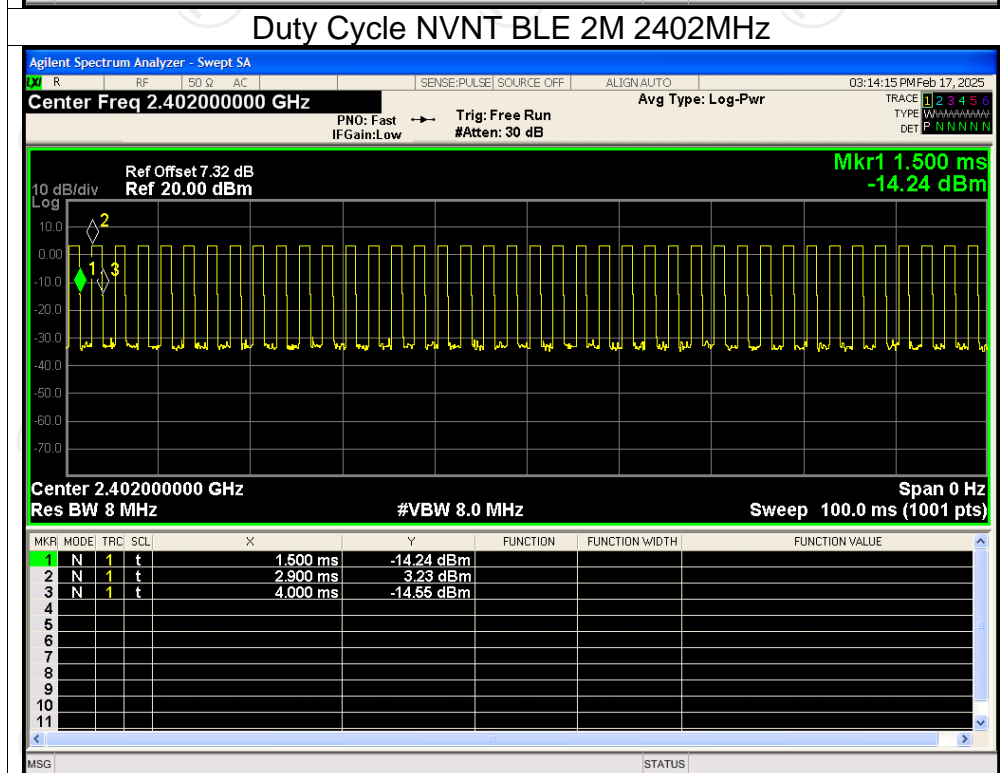 Duty Cycle NVNT BLE 2M 2402MHz
Agilent Spectrum Analyzer - Swept SA
LXI R RF 50 Ω AC SENSE:PULSE SOURCE OFF ALIGN AUTO 03:14:15 PM Feb 17, 2025
Center Freq 2.402000000 GHz Avg Type: Log-Pwr TRACE 1 2 3 4 5 6
PNO: Fast Trig: Free Run TYPE W
IFGain:Low #Atten: 30 dB DET P N N N N N
Mkr1 1.500 ms
Ref Offset 7.32 dB
-14.24 dBm
10 dB/div Ref 20.00 dBm
Log
10.0
2
0.00
1 3
-10.0
-20.0
-30.0
-40.0
-50.0
-60.0
-70.0
Center 2.402000000 GHz Span 0 Hz
Res BW 8 MHz #VBW 8.0 MHz Sweep 100.0 ms (1001 pts)
MKR MODE TRC SCL X Y FUNCTION FUNCTION WIDTH FUNCTION VALUE
1 N 1 t 1.500 ms -14.24 dBm
2 N 1 t 2.900 ms 3.23 dBm
3 N 1 t 4.000 ms -14.55 dBm
4
5
6
7
8
9
10
11
MSG STATUS